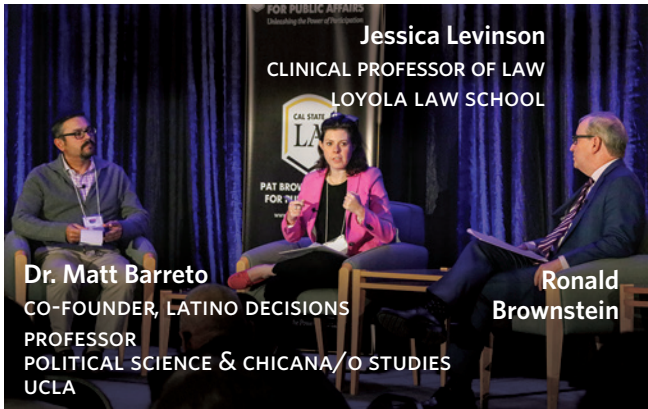 FOR PUBLIC AFFAIRS
Unleashing the Power of Participation
Jessica Levinson
CLINICAL PROFESSOR OF LAW
LOYOLA LAW SCHOOL
CAL STATE
LA
PAT BROW
FOR PU
Dr. Matt Barreto
CO-FOUNDER, LATINO DECISIONS
PROFESSOR
POLITICAL SCIENCE & CHICANA/O STUDIES
UCLA
Ronald
Brownstein